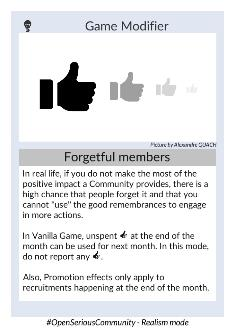 Game Modifier
Picture by Alexandre QUACH
Forgetful members
In real life, if you do not make the most of the
positive impact a Community provides, there is a
high chance that people forget it and that you
cannot "use" the good remembrances to engage
in more actions.
In Vanilla Game, unspent 👍 at the end of the
month can be used for next month. In this mode,
do not report any 👍.
Also, Promotion effects only apply to
recruitments happening at the end of the month.
#OpenSeriousCommunity - Realism mode